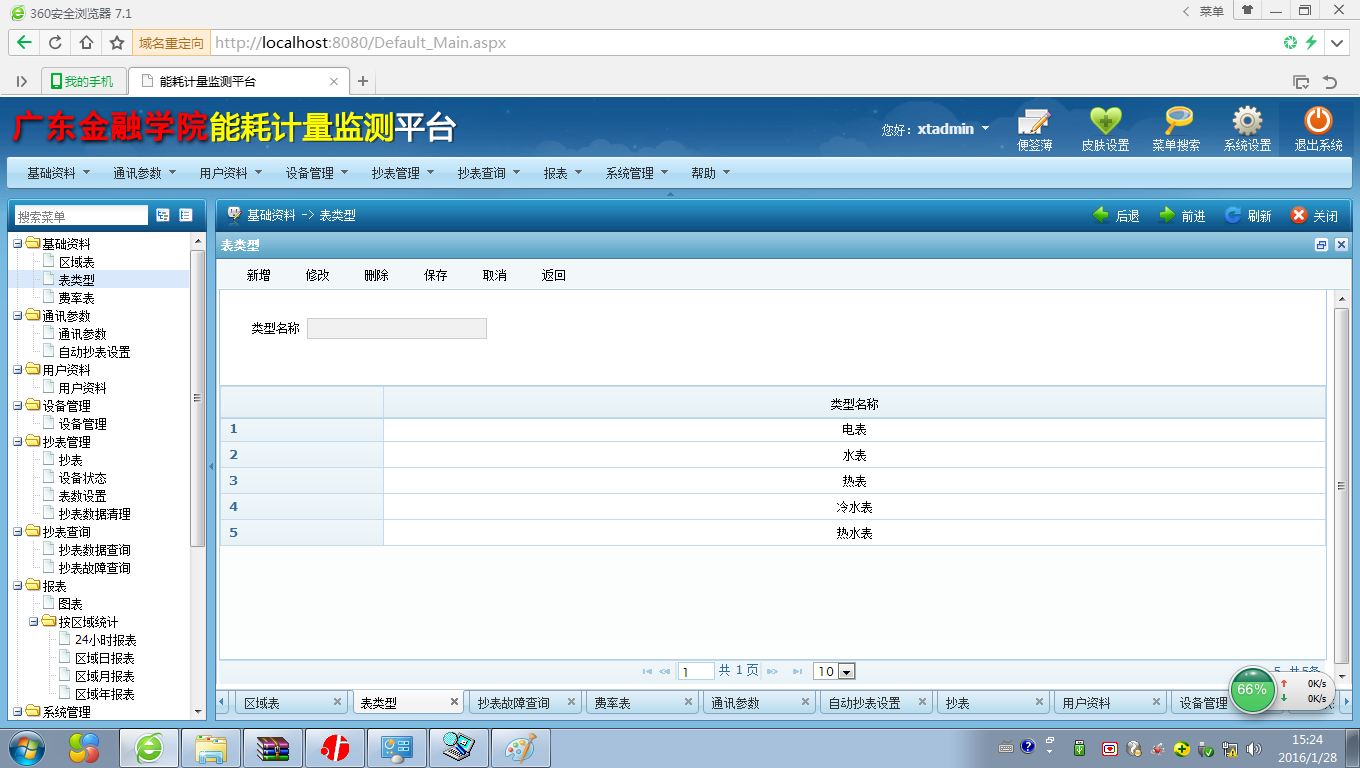 360安全浏览器 7.1
菜单
域名重定向 http://localhost:8080/Default_Main.aspx
我的手机 能耗计量监测平台
广东金融学院能耗计量监测平台
您好：xtadmin
便签薄 皮肤设置 菜单搜索 系统设置 退出系统
基础资料 通讯参数 用户资料 设备管理 抄表管理 抄表查询 报表 系统管理 帮助
搜索菜单
基础资料
区域表
表类型
费率表
通讯参数
通讯参数
自动抄表设置
用户资料
用户资料
设备管理
设备管理
抄表管理
抄表
设备状态
表数设置
抄表数据清理
抄表查询
抄表数据查询
抄表故障查询
报表
图表
按区域统计
24小时报表
区域日报表
区域月报表
区域年报表
系统管理
基础资料 -> 表类型
后退 前进 刷新 关闭
表类型
新增 修改 删除 保存 取消 返回
类型名称
类型名称
1 电表
2 水表
3 热表
4 冷水表
5 热水表
1 共 1 页 10
区域表 表类型 抄表故障查询 费率表 通讯参数 自动抄表设置 抄表 用户资料 设备管理
66% 0K/s
0K/s
15:24
2016/1/28